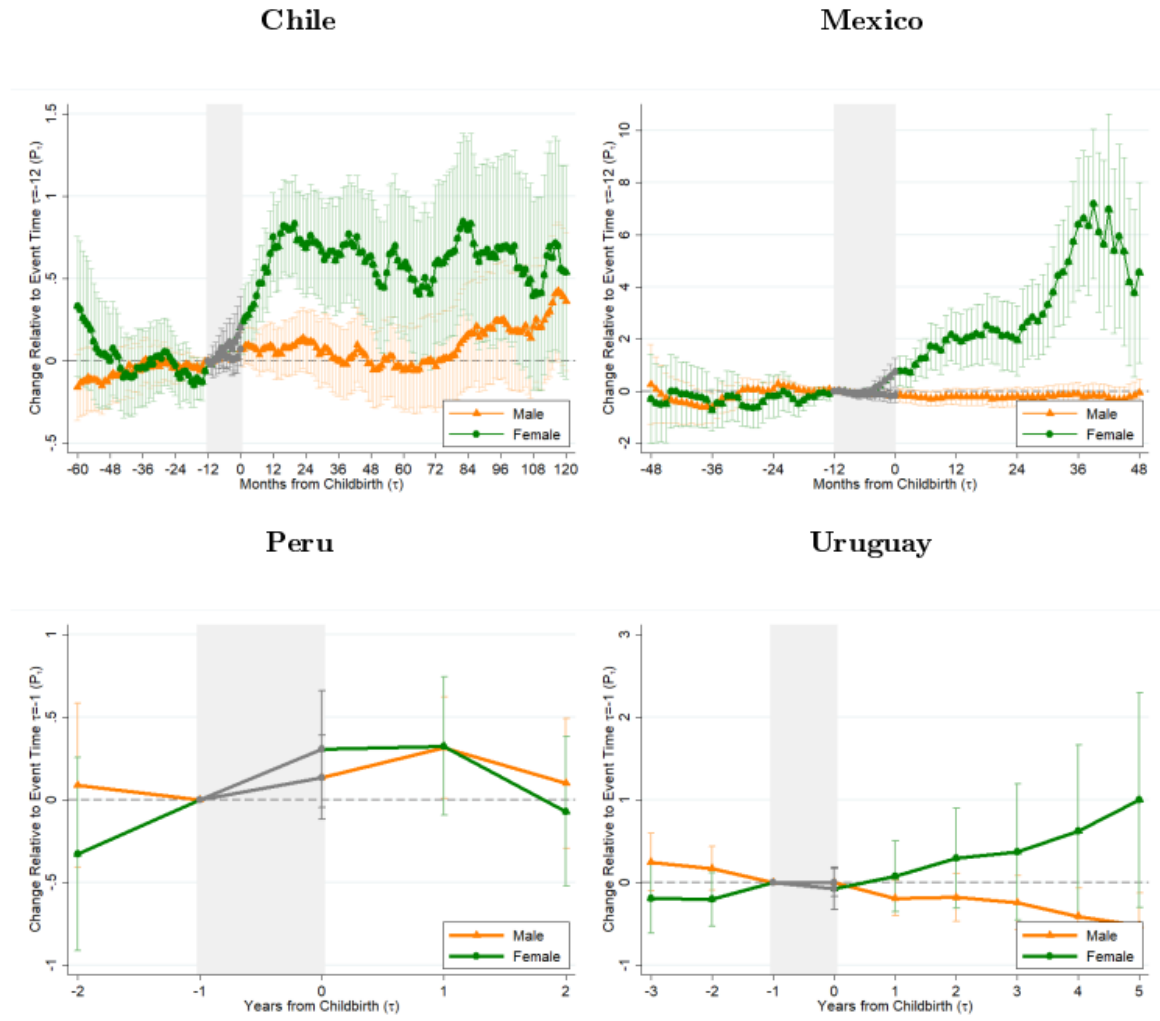 Chile
Change Relative to Event Time τ=-12 (Pτ)
1.5
1
.5
0
-.5
-60 -48 -36 -24 -12 0 12 24 36 48 60 72 84 96 108 120
Months from Childbirth (τ)
Male
Female
Mexico
Change Relative to Event Time τ=-12 (Pτ)
10
8
6
4
2
0
-2
-48 -36 -24 -12 0 12 24 36 48
Months from Childbirth (τ)
Male
Female
Peru
Change Relative to Event Time τ=-1 (Pτ)
1
.5
0
-.5
-1
-2 -1 0 1 2
Years from Childbirth (τ)
Male
Female
Uruguay
Change Relative to Event Time τ=-1 (Pτ)
3
2
1
0
-1
-3 -2 -1 0 1 2 3 4 5
Years from Childbirth (τ)
Male
Female